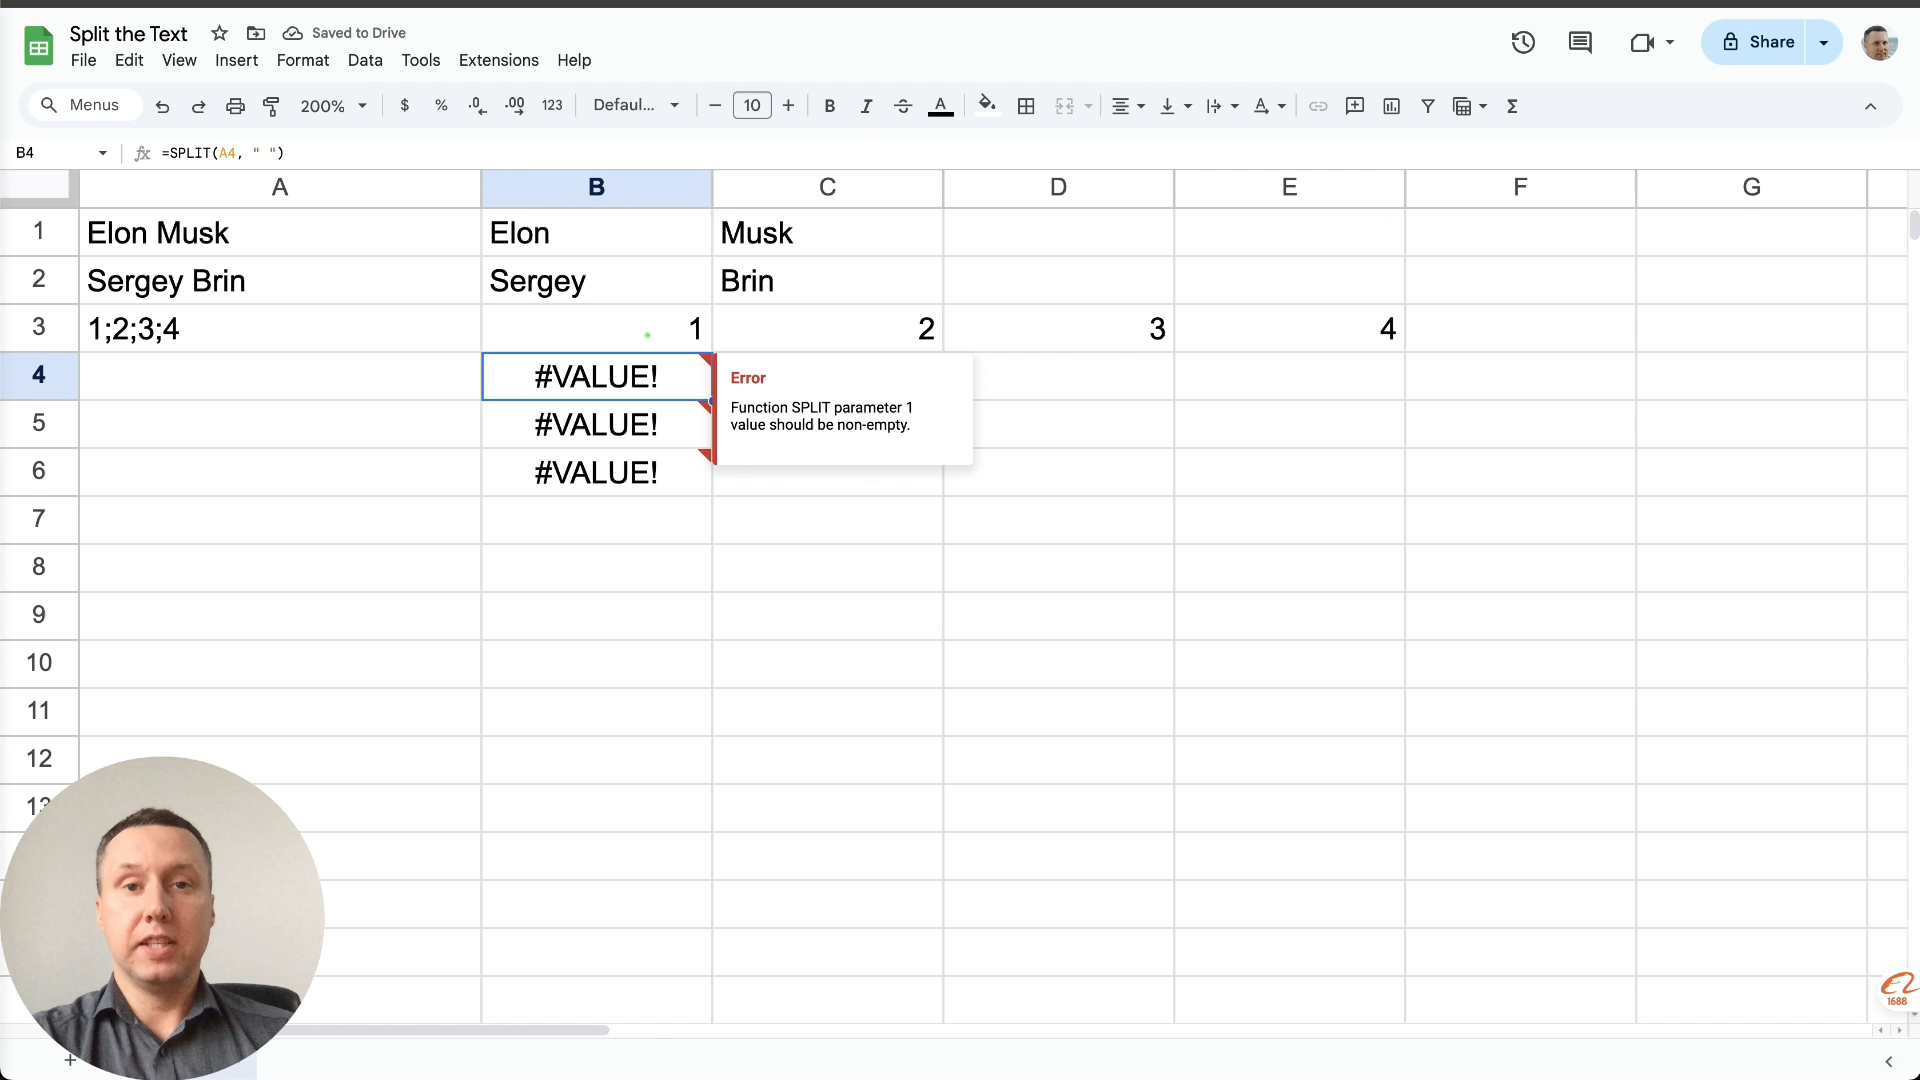 Split the Text Saved to Drive
File Edit View Insert Format Data Tools Extensions Help
Share
Menus 200% $ % .0 .00 123 Defaul... 10 B I S A
B4 fx =SPLIT(A4, " ")
A B C D E F G
1 Elon Musk Elon Musk
2 Sergey Brin Sergey Brin
3 1;2;3;4 1 2 3 4
4 #VALUE! Error
Function SPLIT parameter 1
value should be non-empty.
5 #VALUE!
6 #VALUE!
7
8
9
10
11
12
13
1688